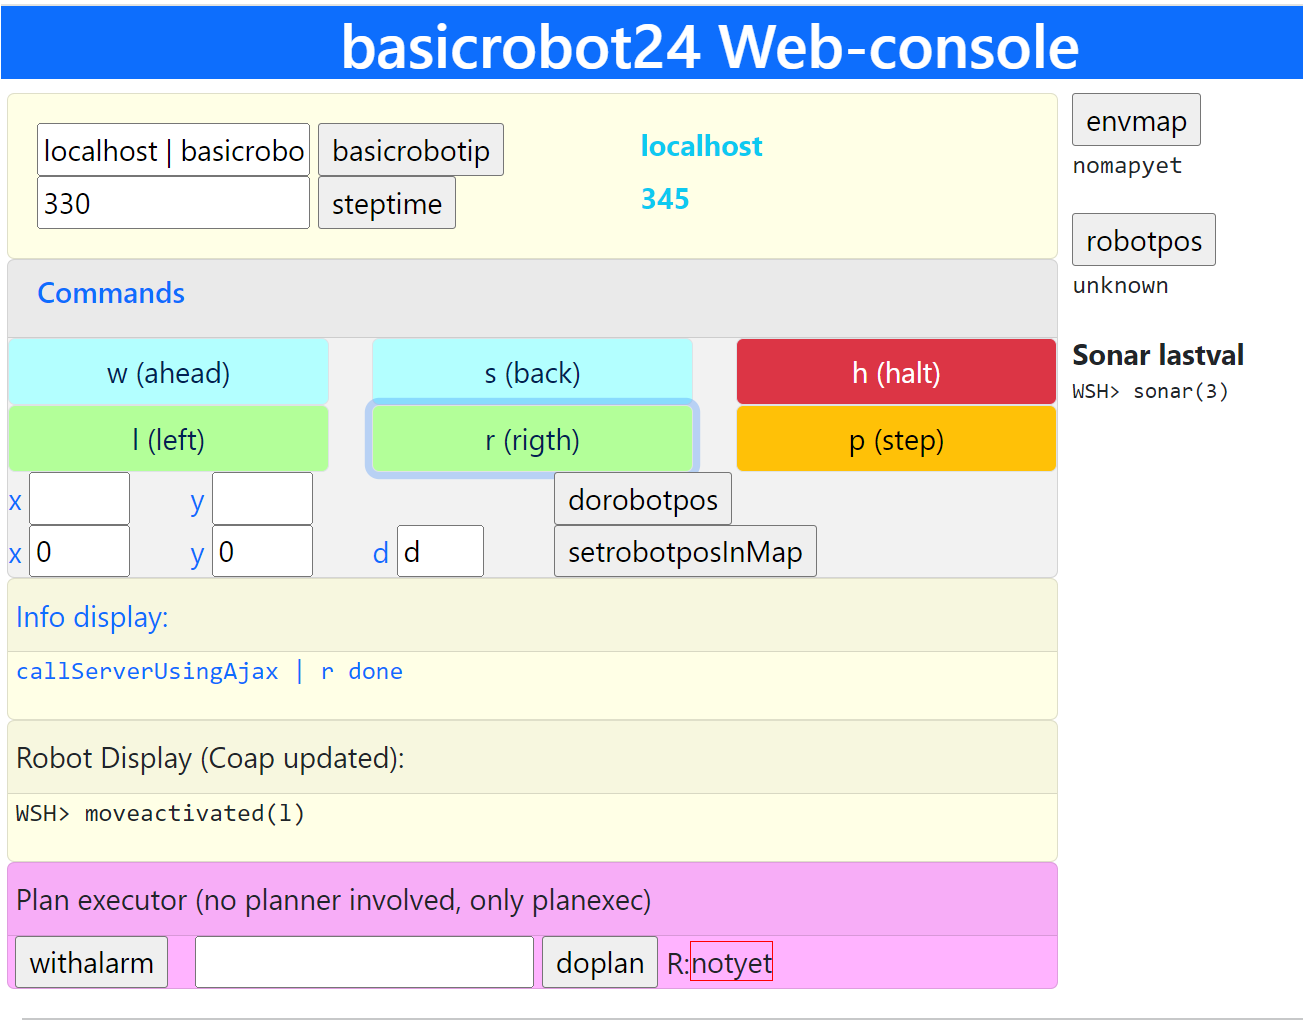 basicrobot24 Web-console
localhost | basicrobo basicrobotip localhost
330 steptime 345
envmap
nomapyet
robotpos
unknown
Sonar lastval
WSH> sonar(3)
Commands
w (ahead) s (back) h (halt)
l (left) r (rigth) p (step)
x y dorobotpos
x 0 y 0 d d setrobotposInMap
Info display:
callServerUsingAjax | r done
Robot Display (Coap updated):
WSH> moveactivated(l)
Plan executor (no planner involved, only planexec)
withalarm doplan R:notyet